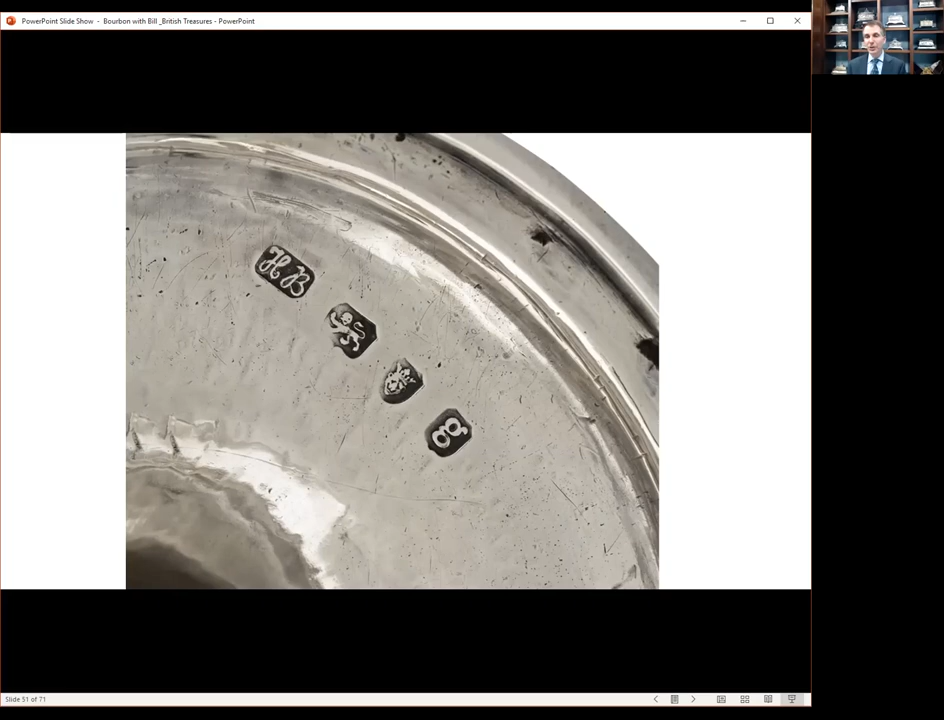 PowerPoint Slide Show - Bourbon with Bill _British Treasures - PowerPoint
HB
g
Slide 51 of 71